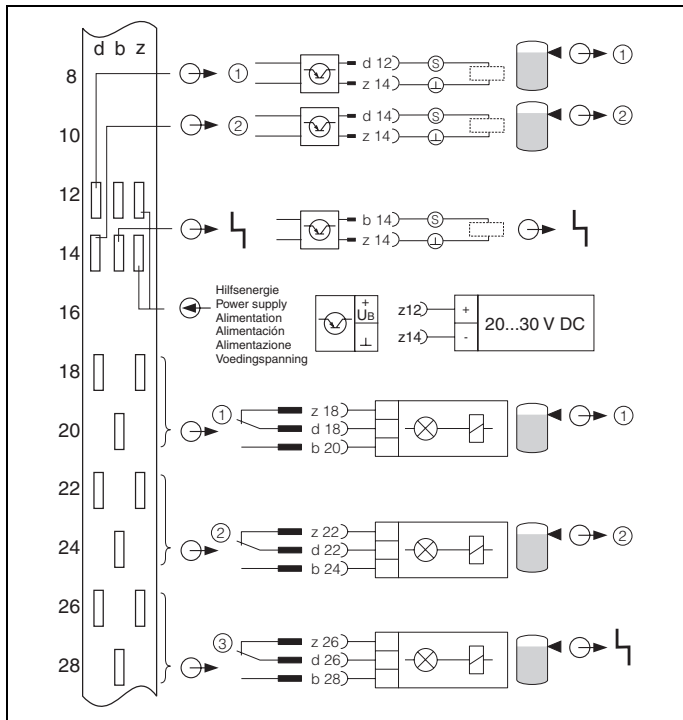 d b z
8
① d 12 S ①
z 14 ⊥
10
② d 14 S ②
z 14 ⊥
12
b 14 S
14
z 14 ⊥
16
Hilfsenergie
Power supply
Alimentation
Alimentación
Alimentazione
Voedingspanning
+
UB
⊥
z12 +
z14 -
20...30 V DC
18
① z 18 ①
d 18
20
b 20
22
② z 22 ②
d 22
24
b 24
26
③ z 26
d 26
28
b 28